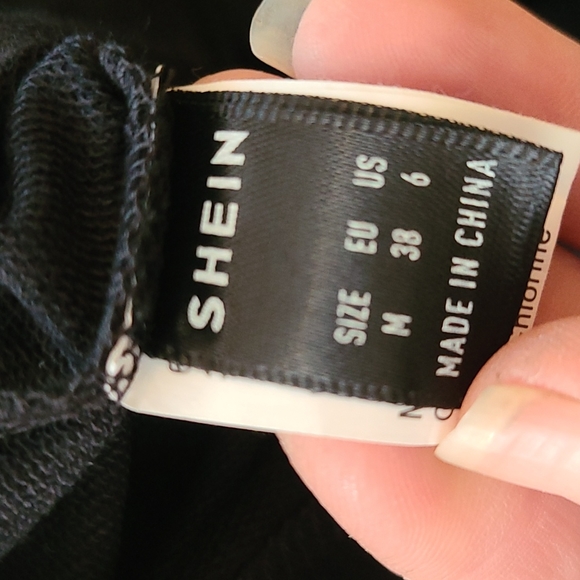 SHEIN
SIZE EU US
M 38 6
MADE IN CHINA